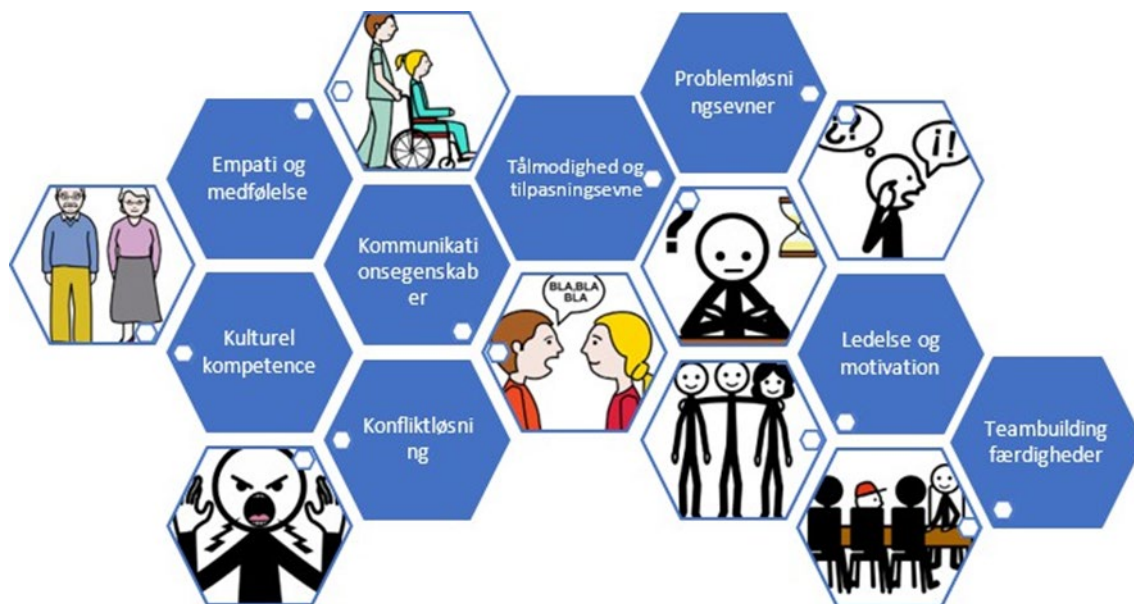 Problemløsni
ngsevner
¿?
¡!
Empati og
medfølelse
Tålmodighed og
tilpasningsevne
?
Kommunikati
onsegenskab
er
BLA,BLA
BLA
Kulturel
kompetence
Ledelse og
motivation
Konfliktløsni
ng
Teambuilding
færdigheder